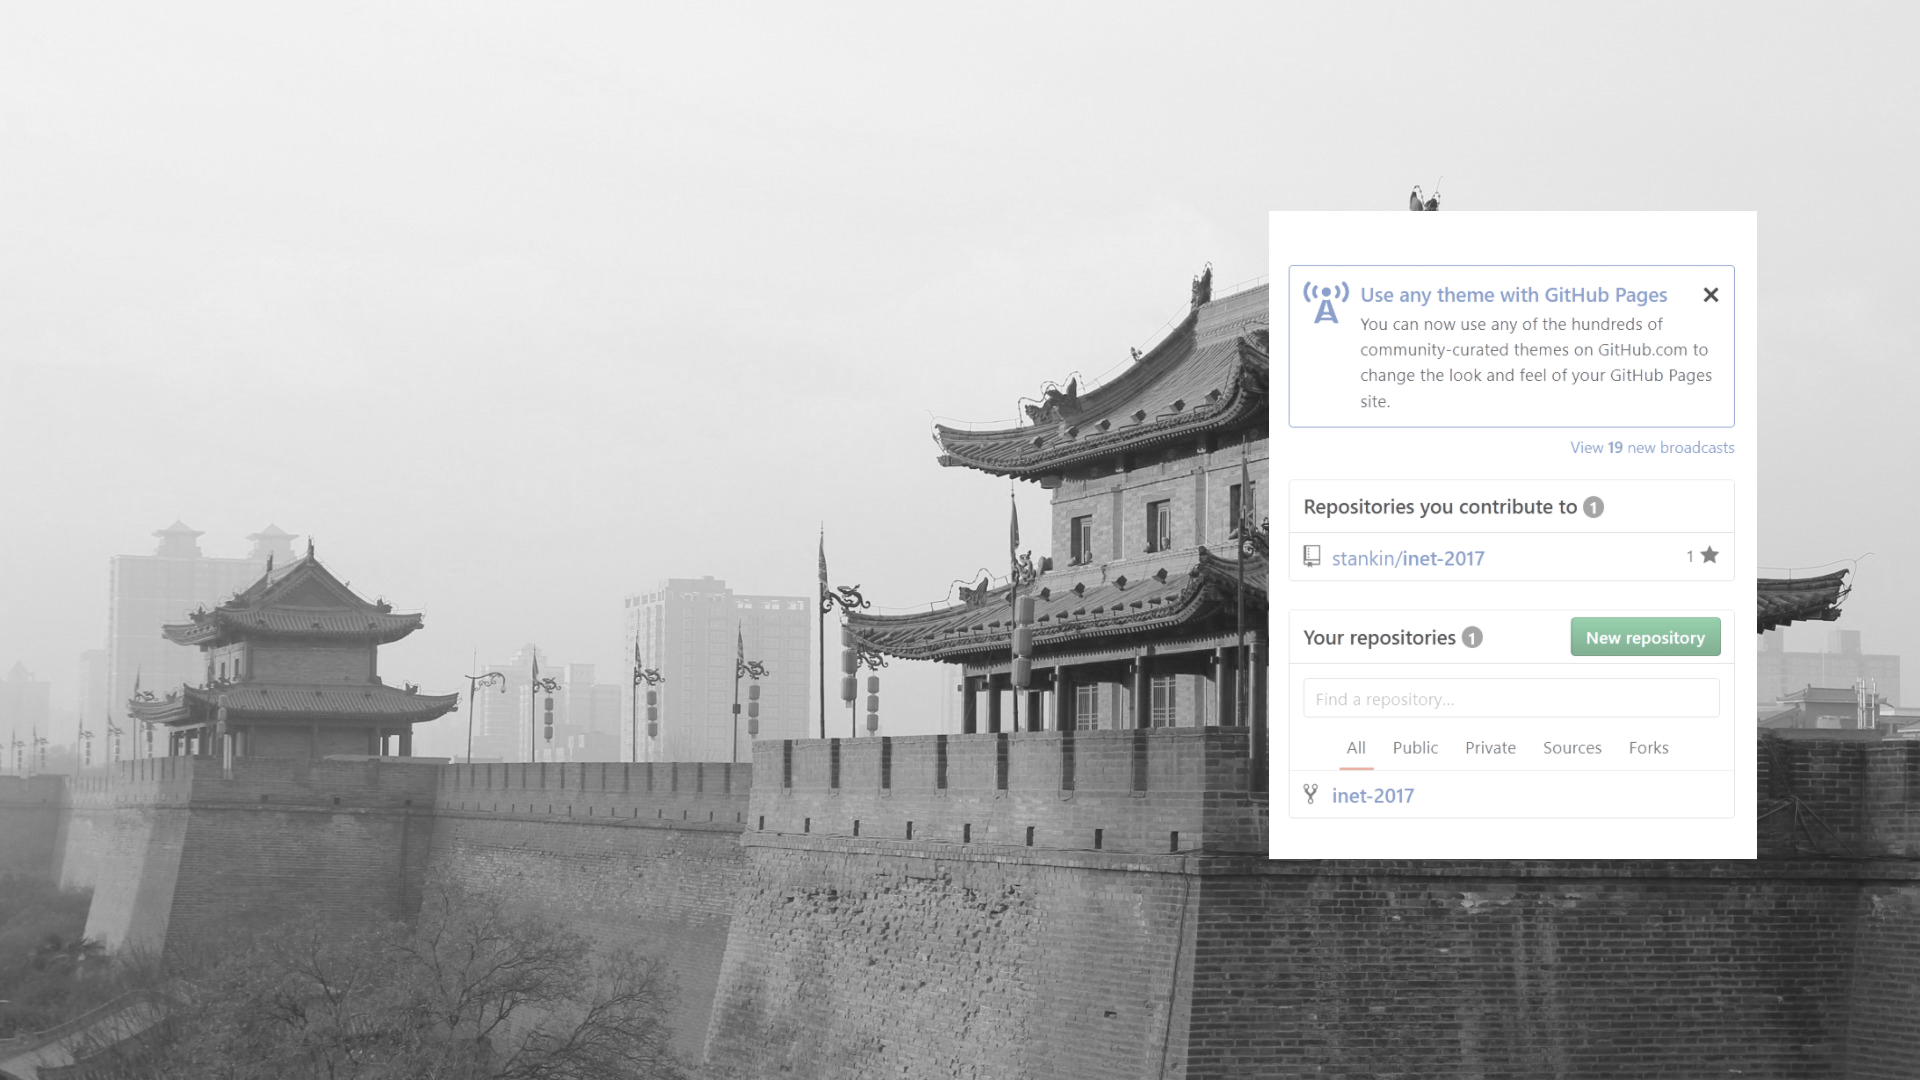 Use any theme with GitHub Pages
You can now use any of the hundreds of
community-curated themes on GitHub.com to
change the look and feel of your GitHub Pages
site.
View 19 new broadcasts
Repositories you contribute to 1
stankin/inet-2017 1
Your repositories 1 New repository
Find a repository...
All Public Private Sources Forks
inet-2017